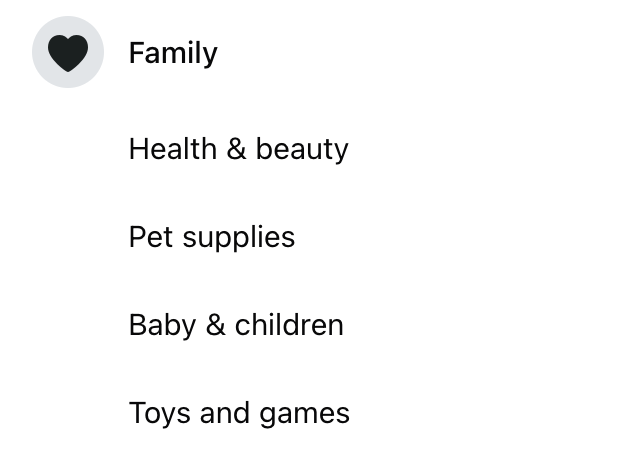 Family
Health & beauty
Pet supplies
Baby & children
Toys and games